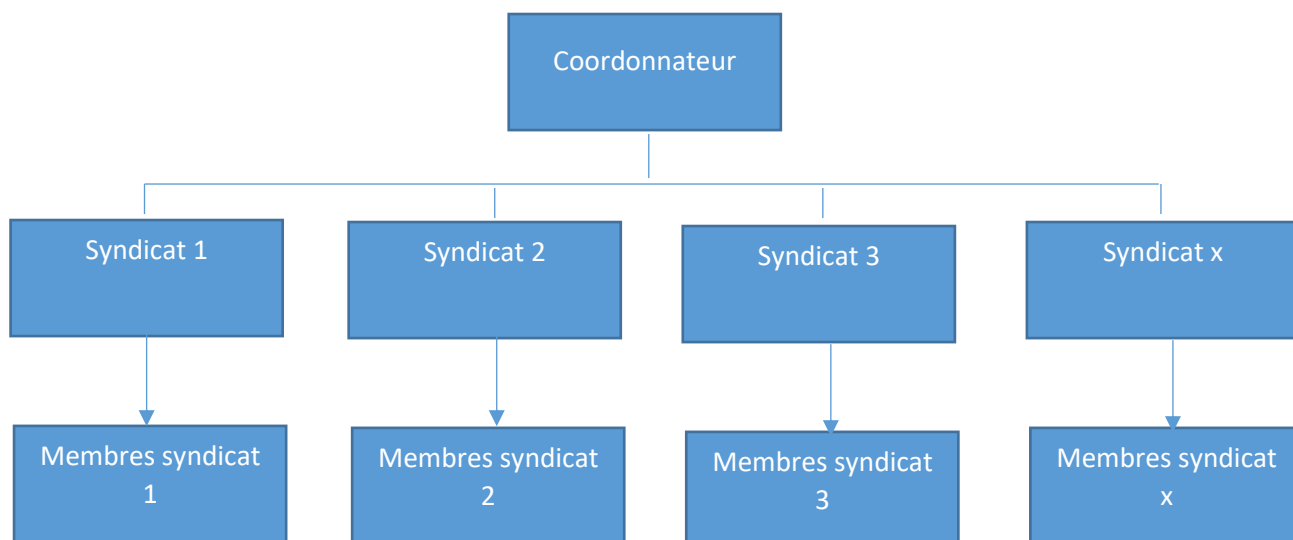 Coordonnateur
Syndicat 1
Syndicat 2
Syndicat 3
Syndicat x
Membres syndicat
1
Membres syndicat
2
Membres syndicat
3
Membres syndicat
x